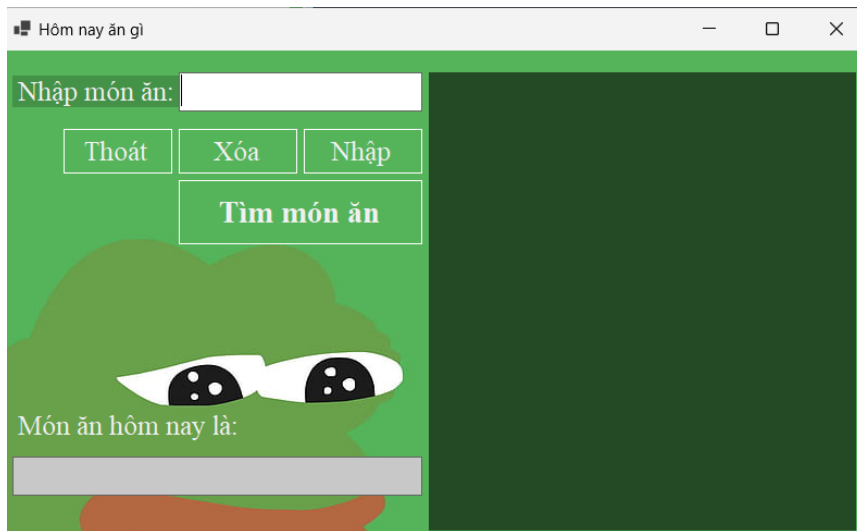 Hôm nay ăn gì
Nhập món ăn:
Thoát Xóa Nhập
Tìm món ăn
Món ăn hôm nay là: